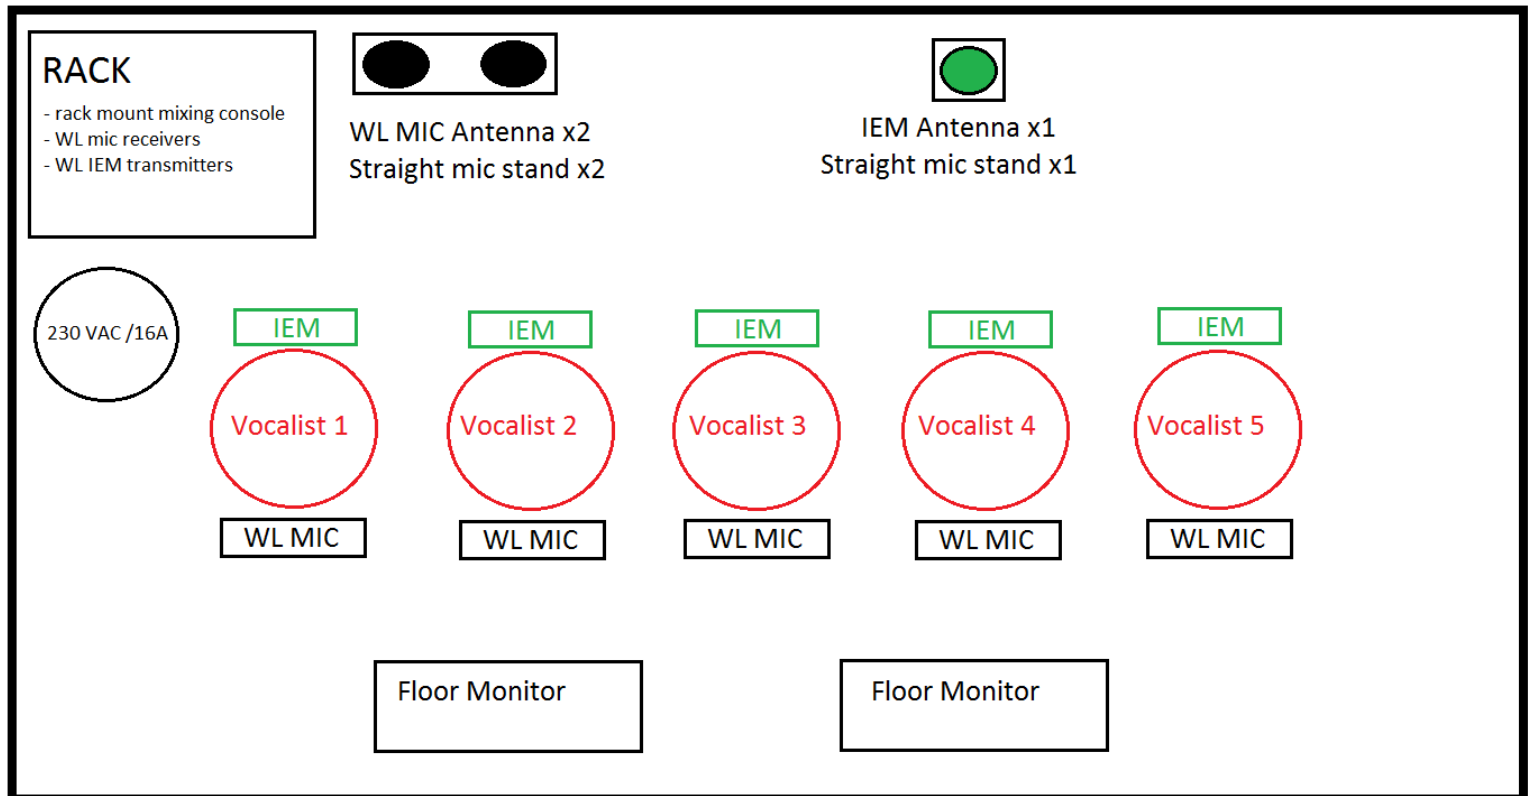 RACK
- rack mount mixing console
- WL mic receivers
- WL IEM transmitters
WL MIC Antenna x2
Straight mic stand x2
IEM Antenna x1
Straight mic stand x1
230 VAC /16A
IEM
IEM
IEM
IEM
IEM
Vocalist 1
Vocalist 2
Vocalist 3
Vocalist 4
Vocalist 5
WL MIC
WL MIC
WL MIC
WL MIC
WL MIC
Floor Monitor
Floor Monitor